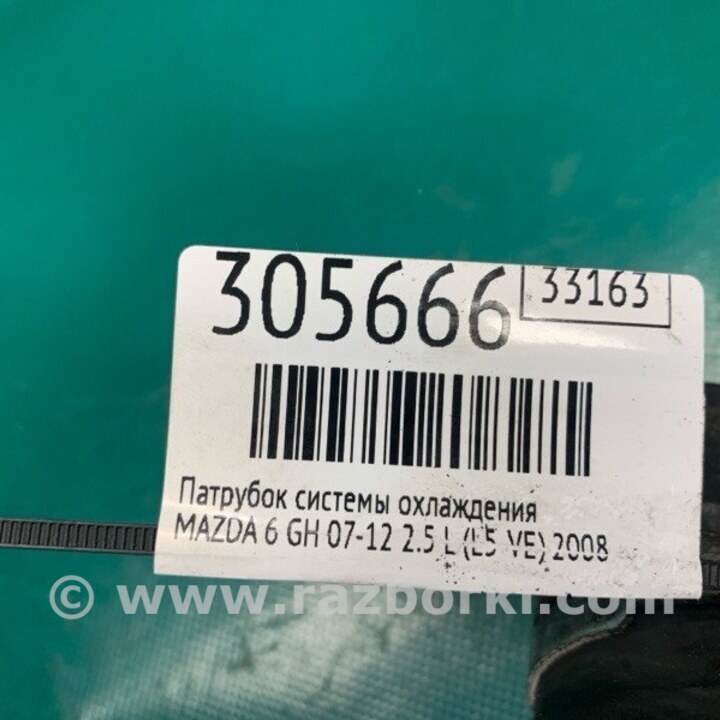 305666 33163
Патрубок системы охлаждения
MAZDA 6 GH 07-12 2.5 L (L5-VE) 2008
© www.razborki.com